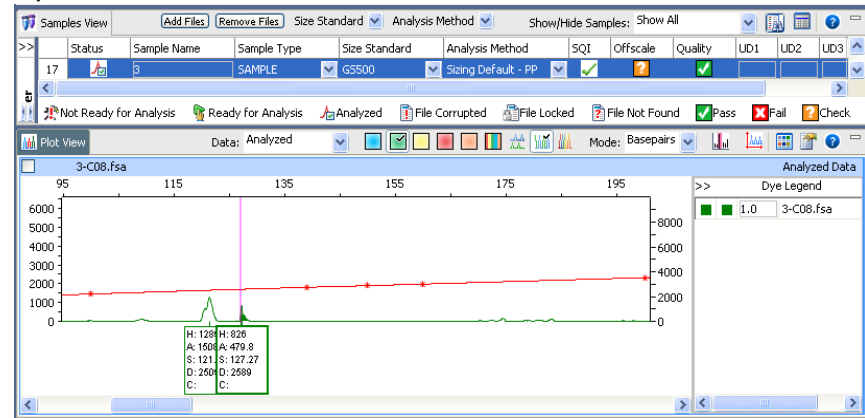 Samples View Add Files Remove Files Size Standard Analysis Method Show/Hide Samples: Show All
>> Status Sample Name Sample Type Size Standard Analysis Method SQI Offscale Quality UD1 UD2 UD3
17 3 SAMPLE GS500 Sizing Default - PP
er
Not Ready for Analysis Ready for Analysis Analyzed File Corrupted File Locked File Not Found Pass Fail Check
Plot View Data: Analyzed Mode: Basepairs
3-C08.fsa Analyzed Data
95 115 135 155 175 195 >> Dye Legend
1.0 3-C08.fsa
6000
5000
4000
3000
2000
1000
0
8000
6000
4000
2000
0
H: 128 H: 826
A: 1508 A: 479.8
S: 121. S: 127.27
D: 250 D: 2589
C: C: